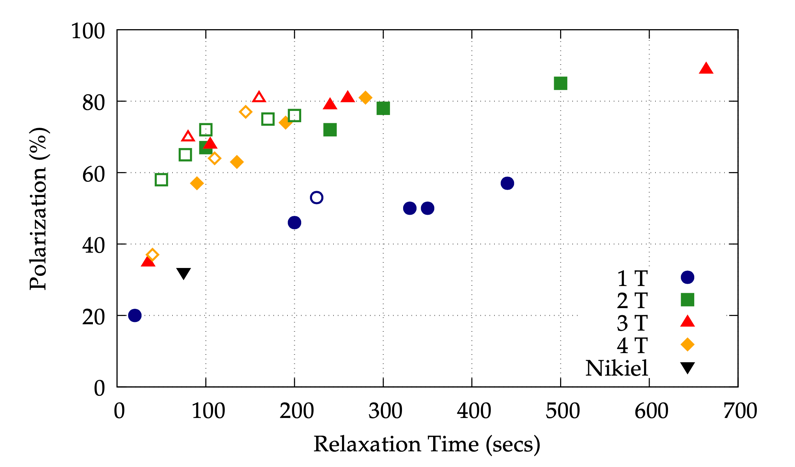 100
80
60
40
20
0
Polarization (%)
1 T
2 T
3 T
4 T
Nikiel
0 100 200 300 400 500 600 700
Relaxation Time (secs)